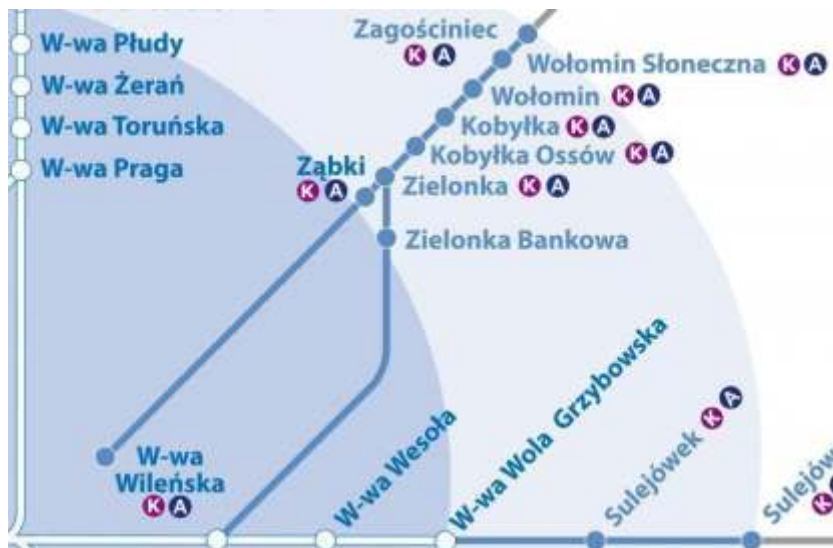 W-wa Płudy
W-wa Żerań
W-wa Toruńska
W-wa Praga
Zagościniec
K A
Wołomin Słoneczna K A
Wołomin K A
Kobyłka K A
Kobyłka Ossów K A
Ząbki
K A
Zielonka K A
Zielonka Bankowa
W-wa
Wileńska
K A
W-wa Wesoła
W-wa Wola Grzybowska
Sulejówek K A
K